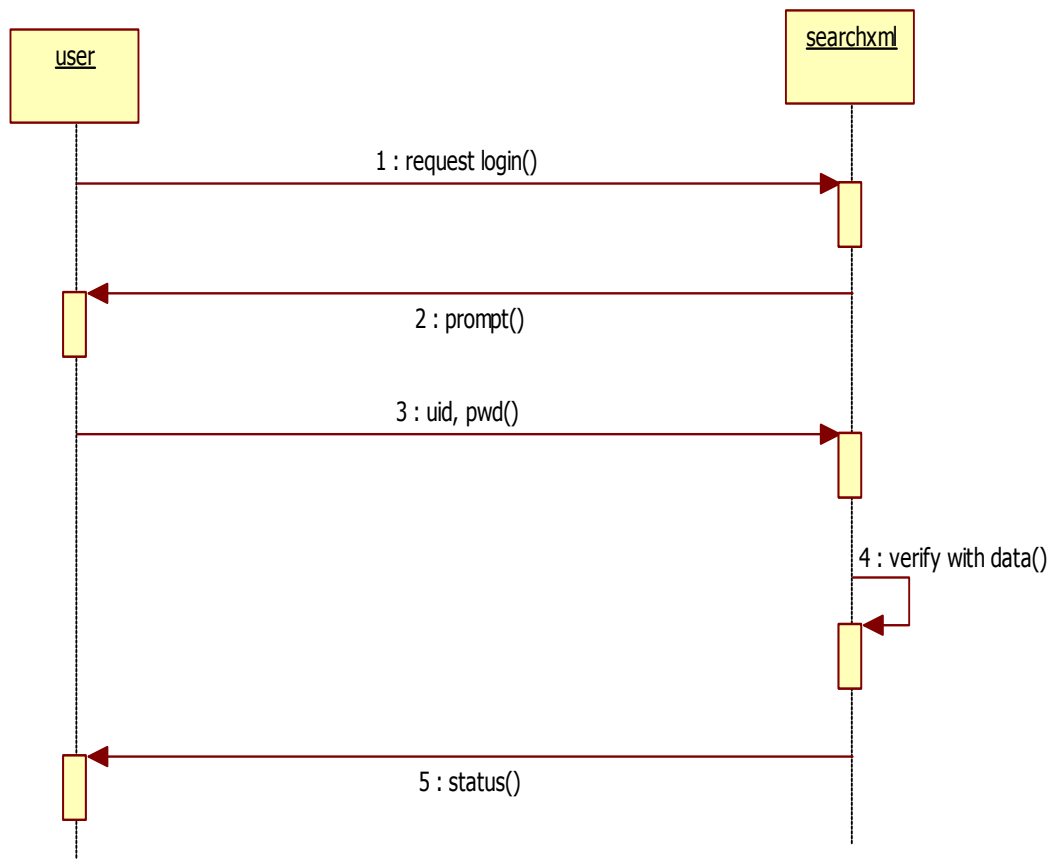 user
searchxml
1 : request login()
2 : prompt()
3 : uid, pwd()
4 : verify with data()
5 : status()